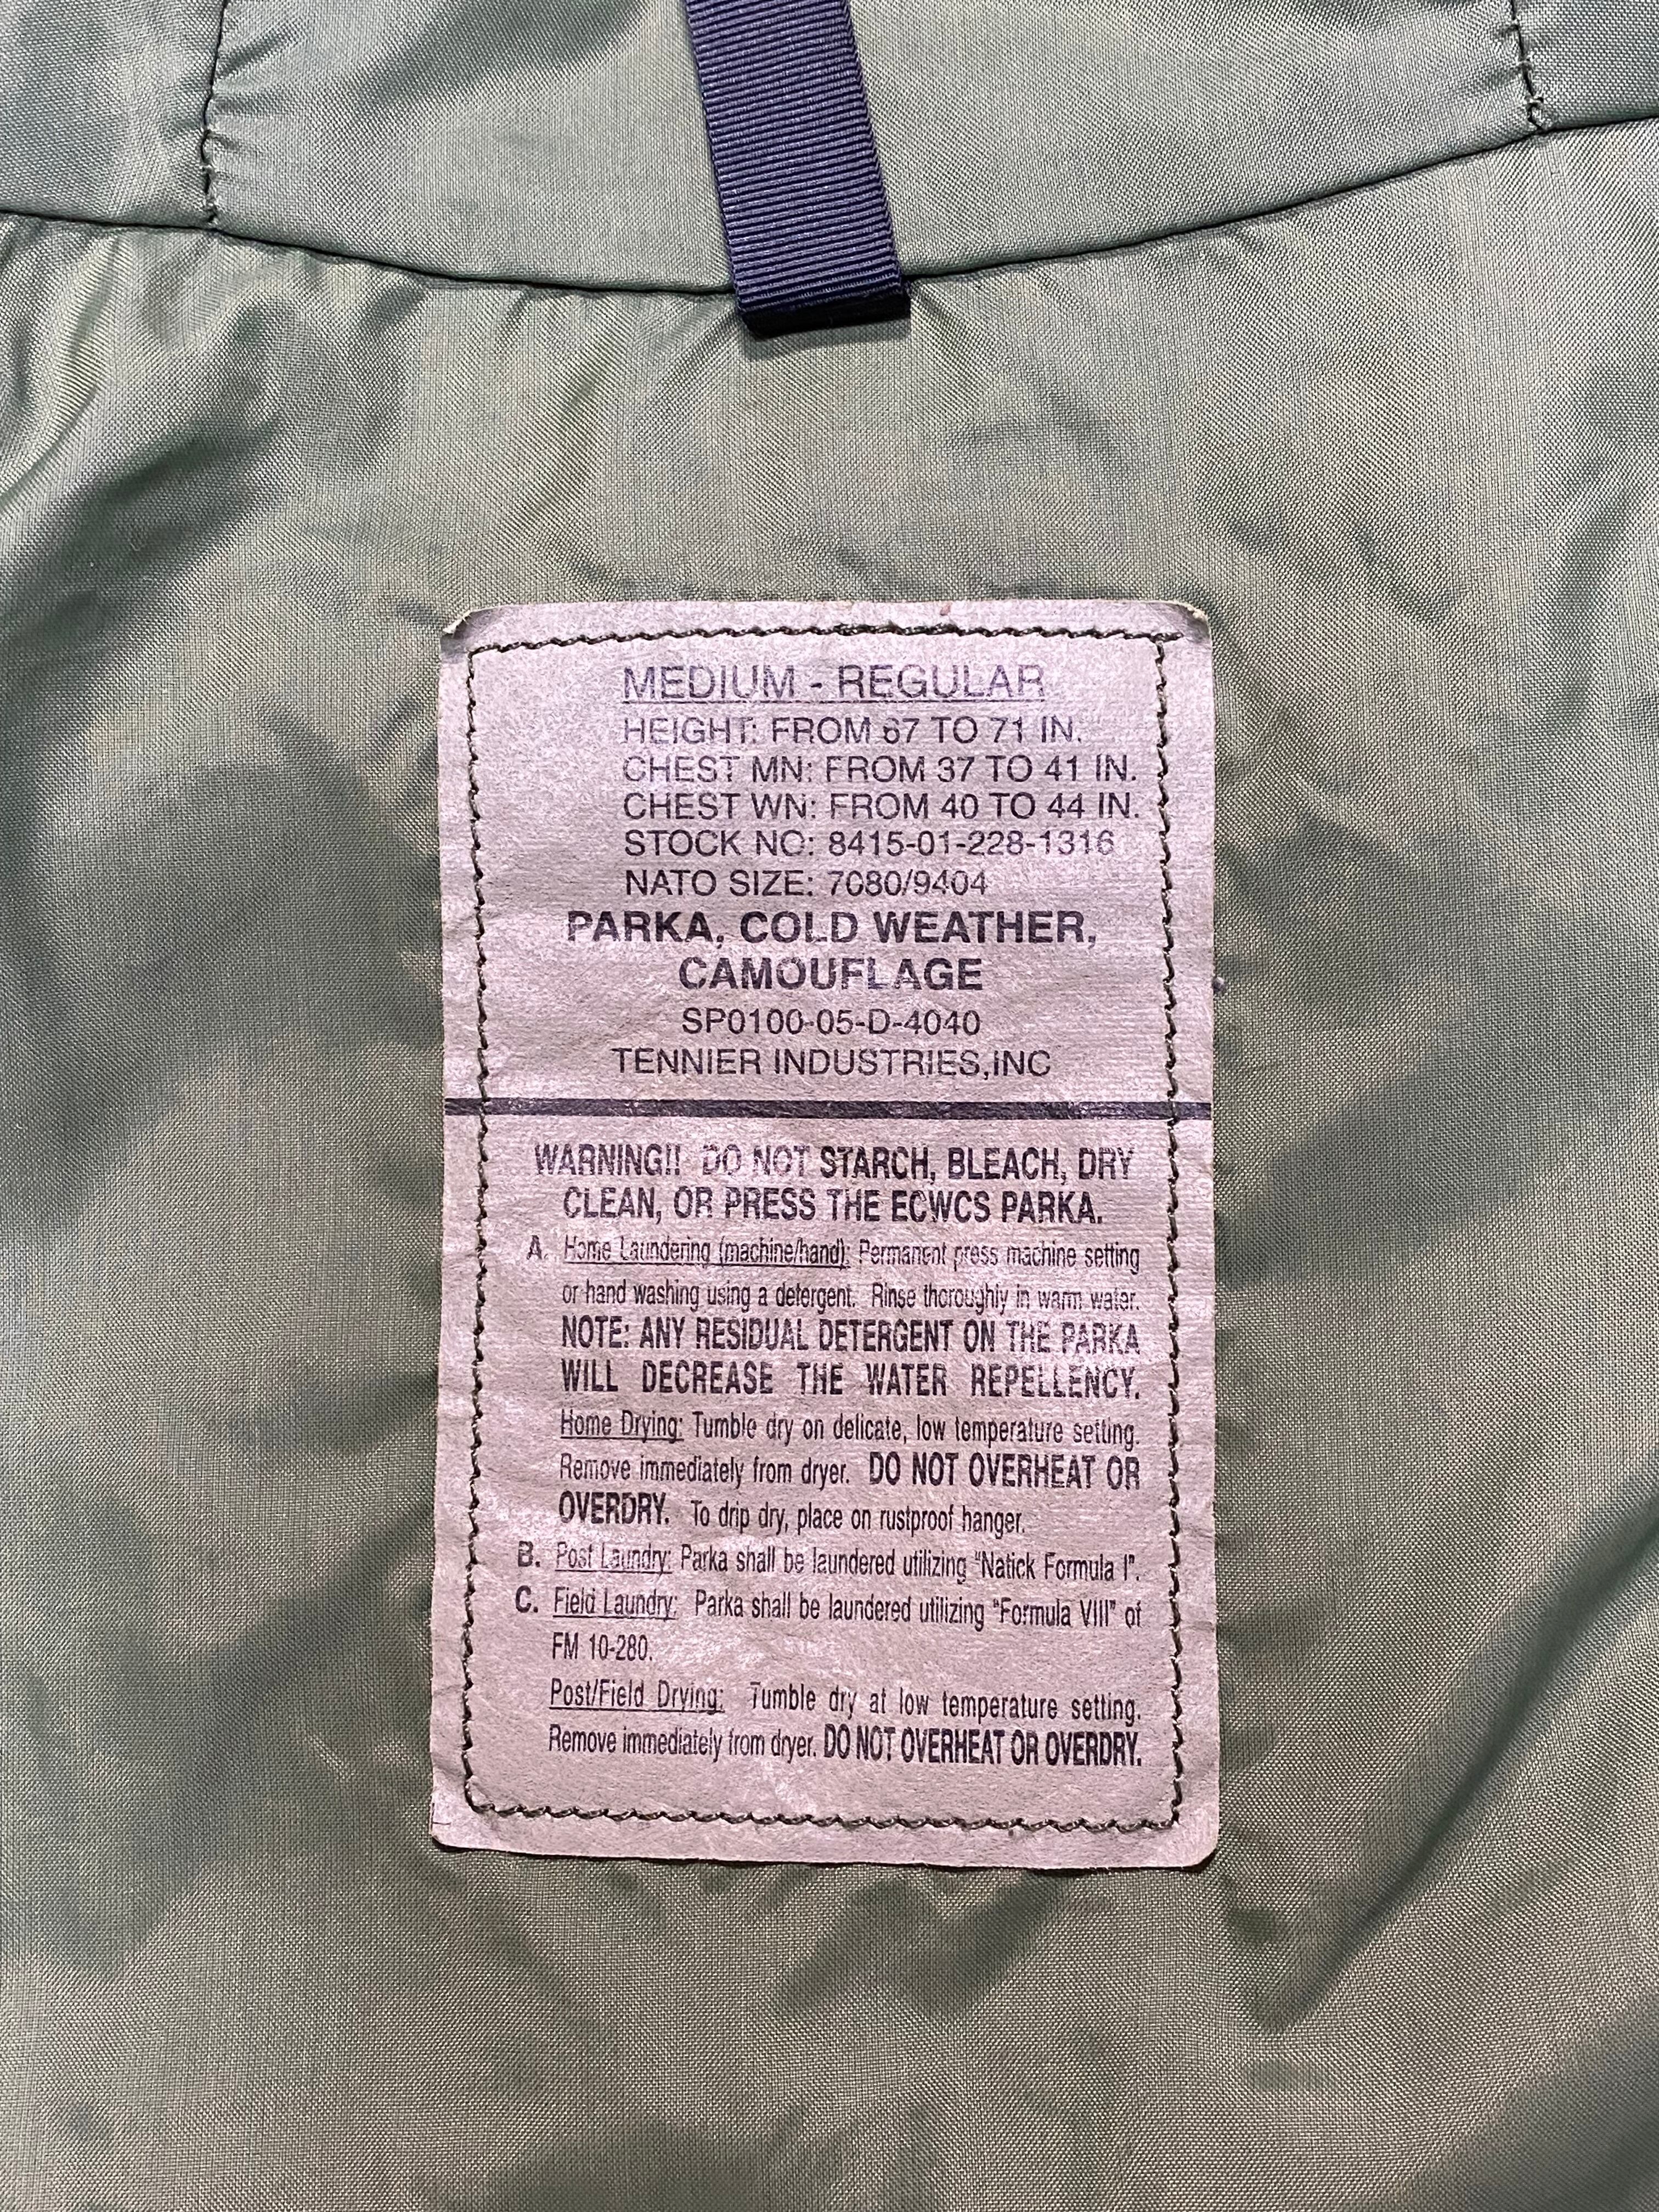 MEDIUM - REGULAR
HEIGHT: FROM 67 TO 71 IN.
CHEST MN: FROM 37 TO 41 IN.
CHEST WN: FROM 40 TO 44 IN.
STOCK NO: 8415-01-228-1316
NATO SIZE: 7080/9404
PARKA, COLD WEATHER,
CAMOUFLAGE
SP0100-05-D-4040
TENNIER INDUSTRIES,INC
WARNING!! DO NOT STARCH, BLEACH, DRY
CLEAN, OR PRESS THE ECWCS PARKA.
A. Home Laundering (machine/hand): Permanent press machine setting
or hand washing using a detergent. Rinse thoroughly in warm water.
NOTE: ANY RESIDUAL DETERGENT ON THE PARKA
WILL DECREASE THE WATER REPELLENCY.
Home Drying: Tumble dry on delicate, low temperature setting.
Remove immediately from dryer. DO NOT OVERHEAT OR
OVERDRY. To drip dry, place on rustproof hanger.
B. Post Laundry: Parka shall be laundered utilizing "Natick Formula I".
C. Field Laundry: Parka shall be laundered utilizing "Formula VIII" of
FM 10-280.
Post/Field Drying: Tumble dry at low temperature setting.
Remove immediately from dryer. DO NOT OVERHEAT OR OVERDRY.